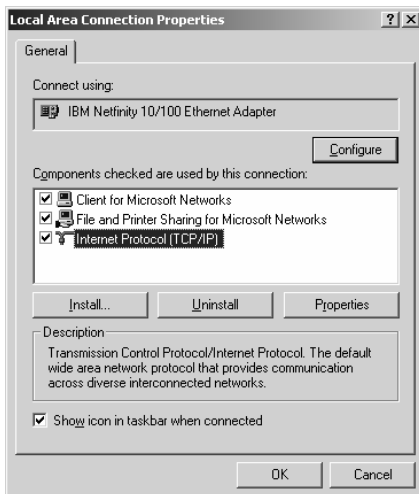 Local Area Connection Properties
General
Connect using:
IBM Netfinity 10/100 Ethernet Adapter
Configure
Components checked are used by this connection:
Client for Microsoft Networks
File and Printer Sharing for Microsoft Networks
Internet Protocol (TCP/IP)
Install... Uninstall Properties
Description
Transmission Control Protocol/Internet Protocol. The default
wide area network protocol that provides communication
across diverse interconnected networks.
Show icon in taskbar when connected
OK Cancel